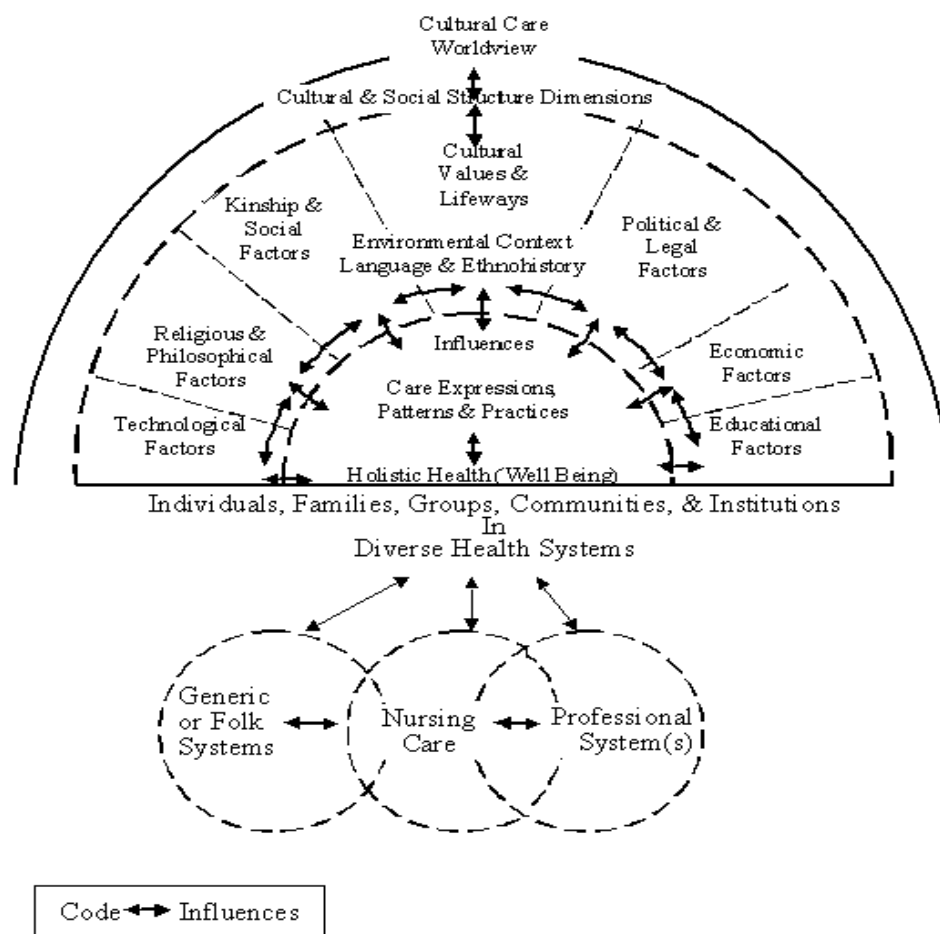 Cultural Care
Worldview
Cultural & Social Structure Dimensions
Cultural
Values &
Lifeways
Kinship &
Social
Factors
Political &
Legal
Factors
Environmental Context
Language & Ethnohistory
Religious &
Philosophical
Factors
Influences
Economic
Factors
Care Expressions,
Patterns & Practices
Technological
Factors
Educational
Factors
Holistic Health (Well Being)
Individuals, Families, Groups, Communities, & Institutions
In
Diverse Health Systems
Generic
or Folk
Systems
Nursing
Care
Professional
System(s)
Code Influences